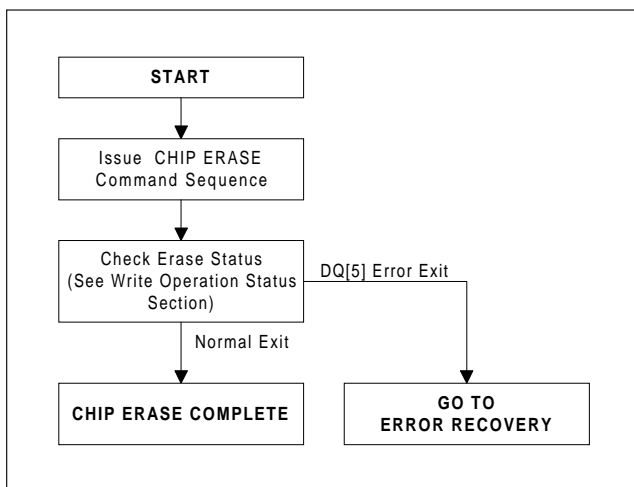 START
Issue CHIP ERASE
Command Sequence
Check Erase Status
(See Write Operation Status
Section)
DQ[5] Error Exit
Normal Exit
CHIP ERASE COMPLETE
GO TO
ERROR RECOVERY